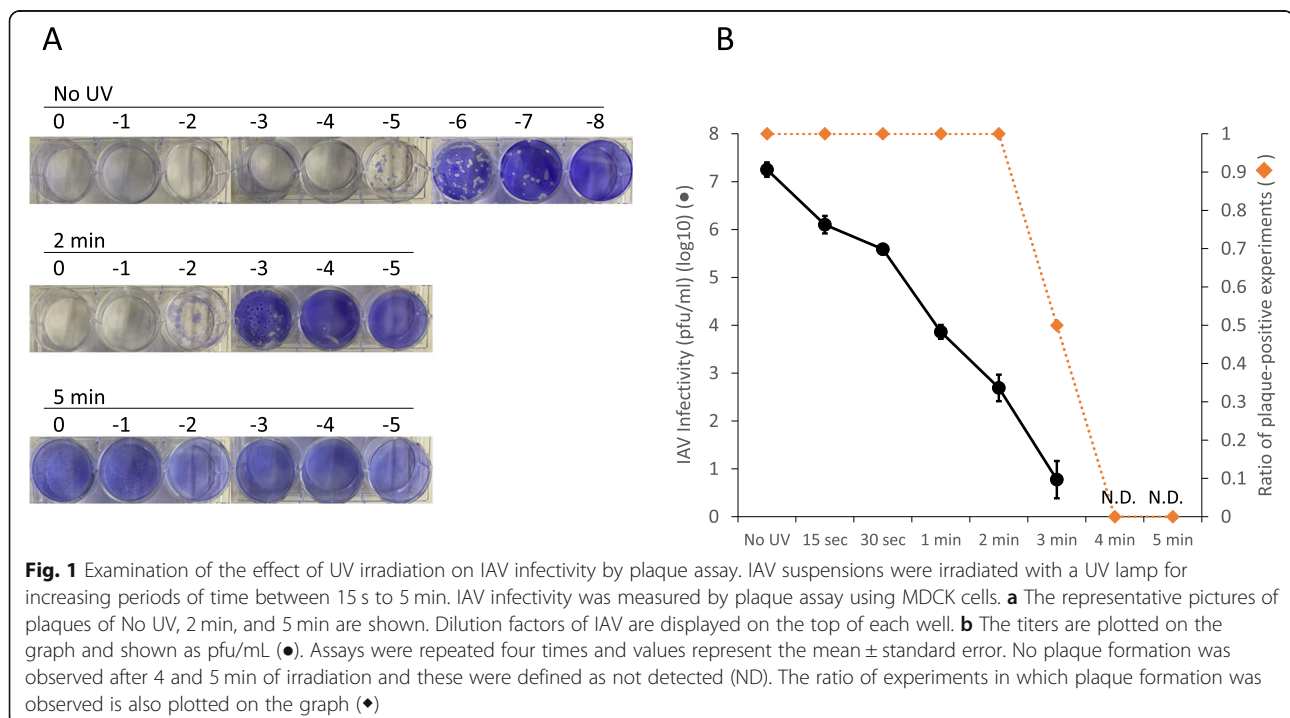 A
No UV
0 -1 -2 -3 -4 -5 -6 -7 -8
2 min
0 -1 -2 -3 -4 -5
5 min
0 -1 -2 -3 -4 -5
B
IAV Infectivity (pfu/ml) (log10) (●)
8
7
6
5
4
3
2
1
0
1
0.9
0.8
0.7
0.6
0.5
0.4
0.3
0.2
0.1
0
Ratio of plaque-positive experiments (◆)
N.D. N.D.
No UV 15 sec 30 sec 1 min 2 min 3 min 4 min 5 min
Fig. 1 Examination of the effect of UV irradiation on IAV infectivity by plaque assay. IAV suspensions were irradiated with a UV lamp for
increasing periods of time between 15 s to 5 min. IAV infectivity was measured by plaque assay using MDCK cells. a The representative pictures of
plaques of No UV, 2 min, and 5 min are shown. Dilution factors of IAV are displayed on the top of each well. b The titers are plotted on the
graph and shown as pfu/mL (●). Assays were repeated four times and values represent the mean ± standard error. No plaque formation was
observed after 4 and 5 min of irradiation and these were defined as not detected (ND). The ratio of experiments in which plaque formation was
observed is also plotted on the graph (◆)